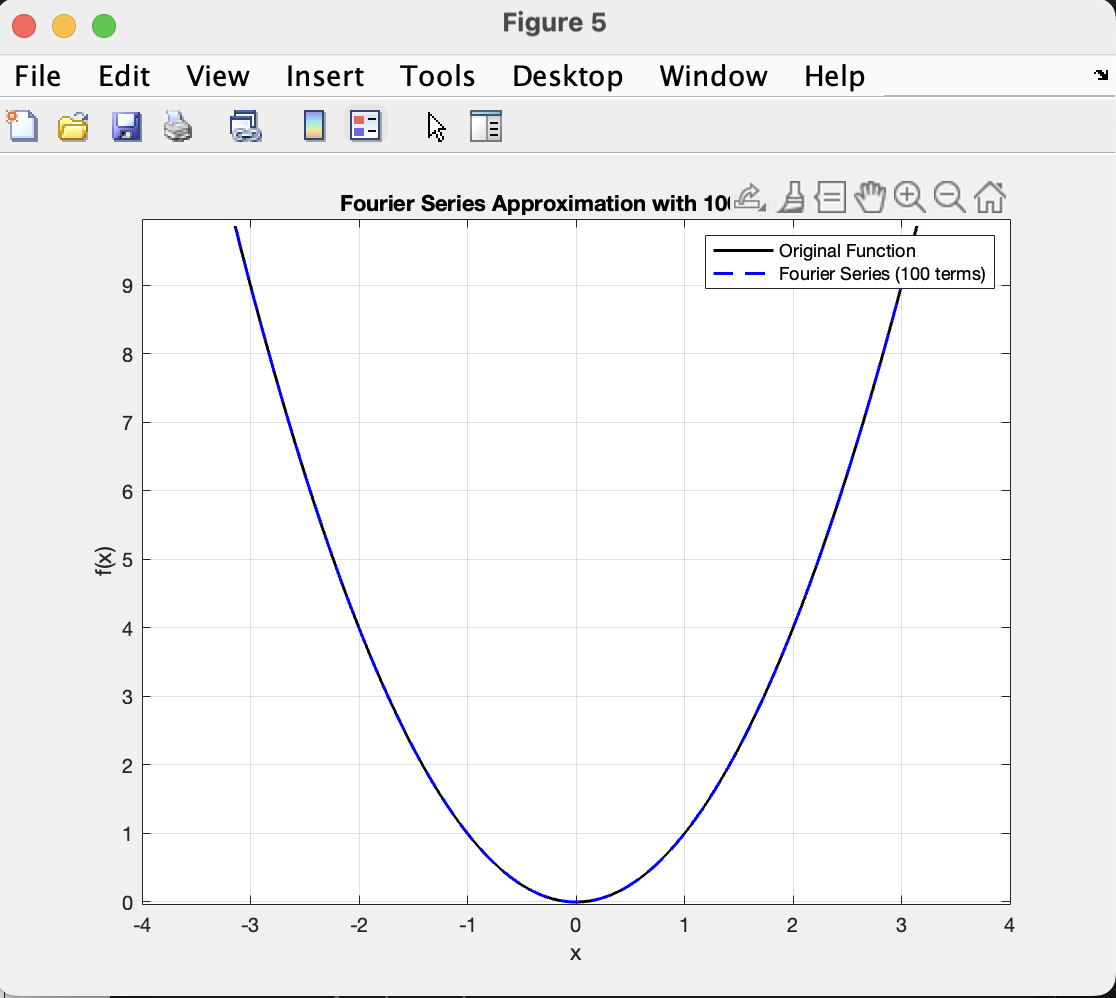 Figure 5
File Edit View Insert Tools Desktop Window Help
Fourier Series Approximation with 10
Original Function
Fourier Series (100 terms)
9
8
7
6
5
4
3
2
1
0
f(x)
-4 -3 -2 -1 0 1 2 3 4
x